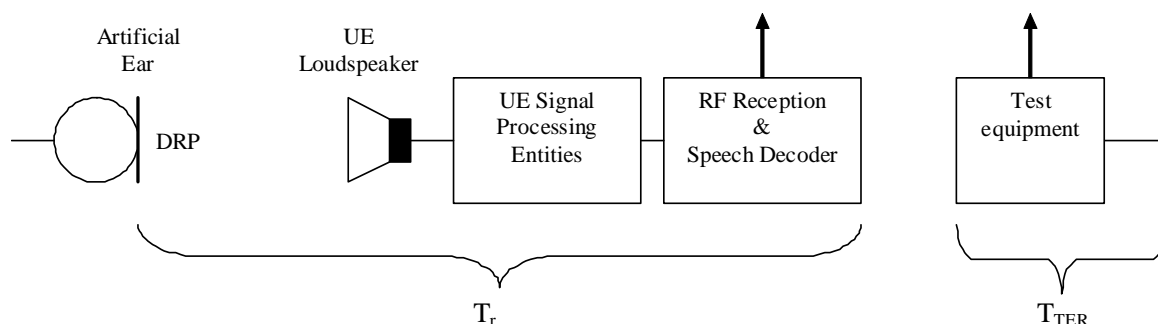 Artificial
Ear
DRP
UE
Loudspeaker
UE Signal
Processing
Entities
RF Reception
&
Speech Decoder
Test
equipment
Tr
TTER